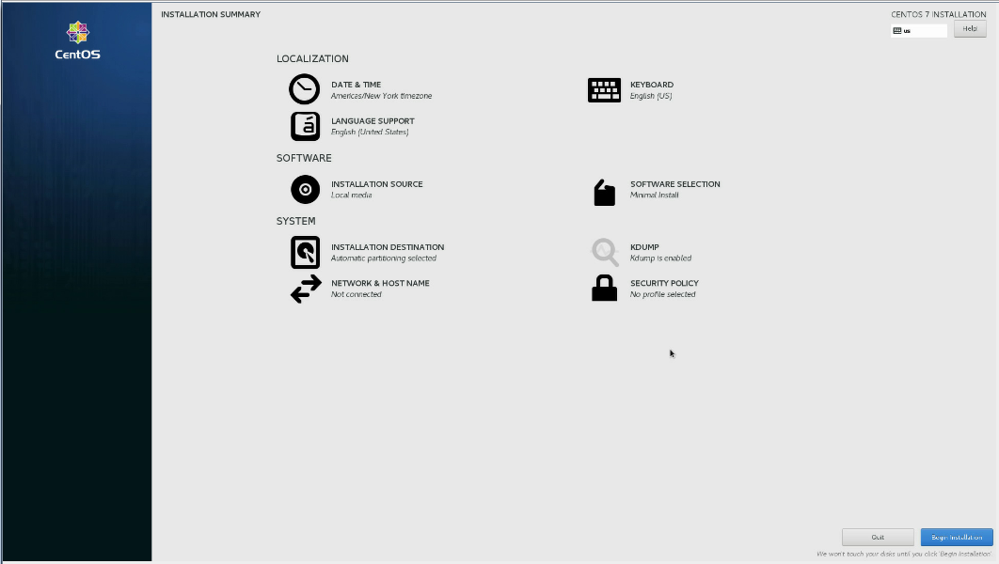 INSTALLATION SUMMARY
CENTOS 7 INSTALLATION
us
Help!
CentOS
LOCALIZATION
DATE & TIME
Americas/New York timezone
KEYBOARD
English (US)
LANGUAGE SUPPORT
English (United States)
SOFTWARE
INSTALLATION SOURCE
Local media
SOFTWARE SELECTION
Minimal Install
SYSTEM
INSTALLATION DESTINATION
Automatic partitioning selected
KDUMP
Kdump is enabled
NETWORK & HOST NAME
Not connected
SECURITY POLICY
No profile selected
Quit
Begin Installation
We won't touch your disks until you click 'Begin Installation'.